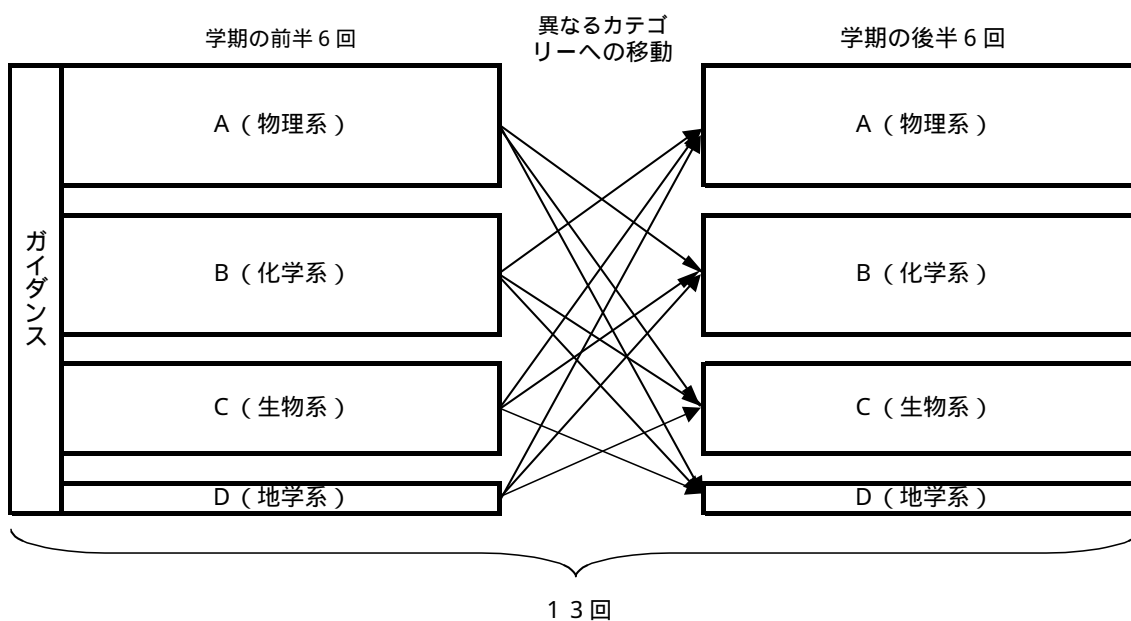 学期の前半６回
異なるカテゴ
リーへの移動
学期の後半６回
ガイダンス
A（物理系）
A（物理系）
B（化学系）
B（化学系）
C（生物系）
C（生物系）
D（地学系）
D（地学系）
１３回